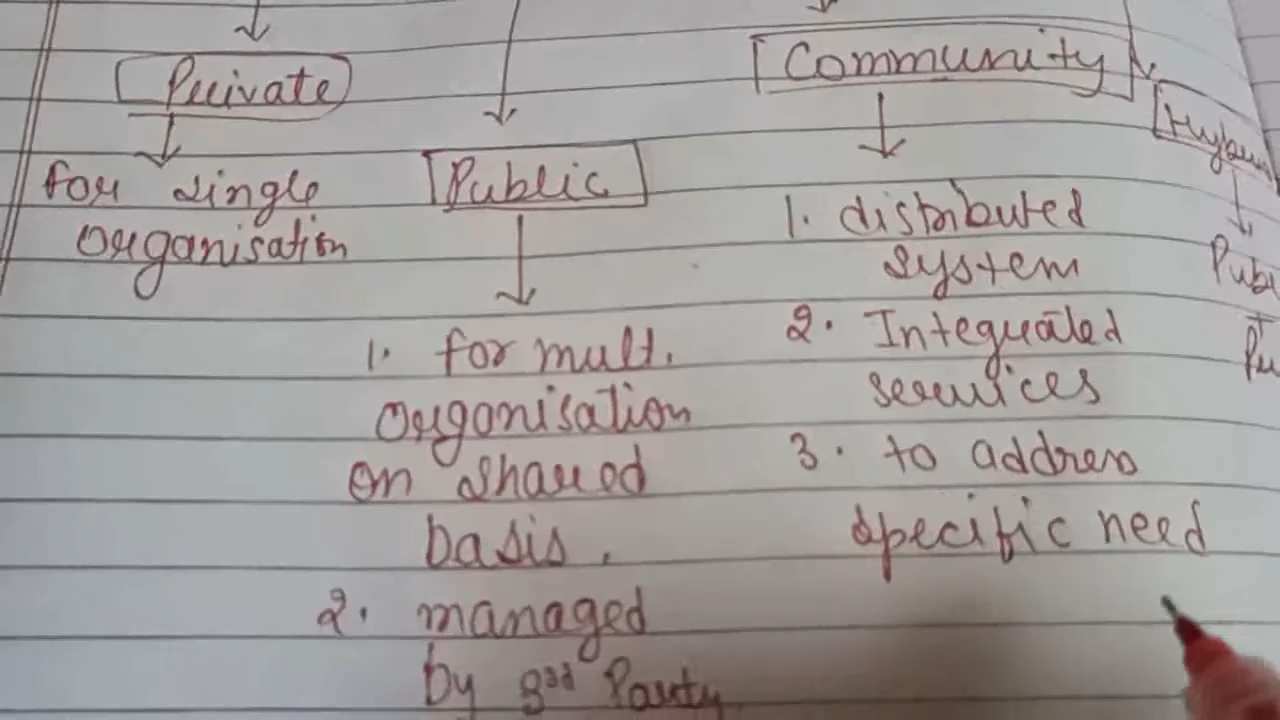 Private
for single
organisation
Public
1. for mult.
organisation
on shared
basis.
2. managed
by 3rd Party
Community
1. distributed
system
2. Integrated
services
3. to address
specific need